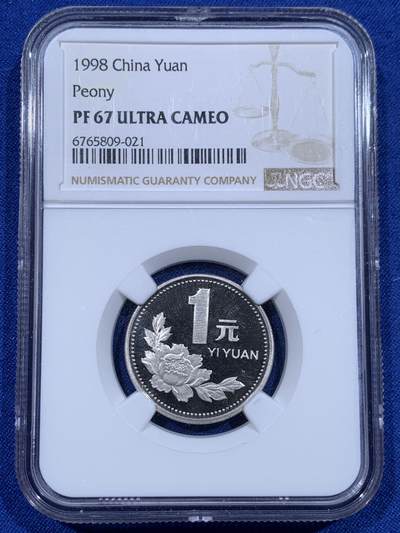 1998 China Yuan
Peony
PF 67 ULTRA CAMEO
6765809-021
NUMISMATIC GUARANTY COMPANY
NGC
1元
YI YUAN